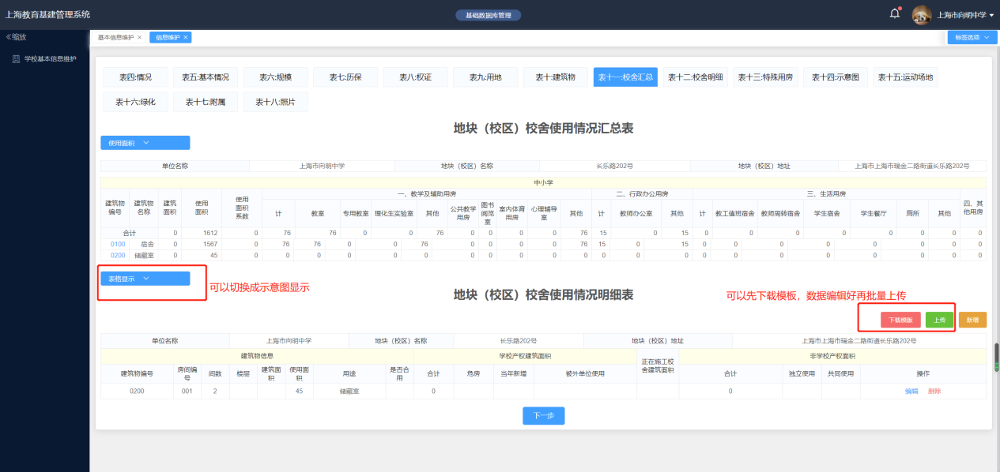 上海教育基建管理系统
基础数据库管理
上海市向明中学
缩放
学校基本信息维护
基本信息维护 ×
信息维护 ×
标签选项
表四:情况
表五:基本情况
表六:规模
表七:历保
表八:权证
表九:用地
表十:建筑物
表十一:校舍汇总
表十二:校舍明细
表十三:特殊用房
表十四:示意图
表十五:运动场地
表十六:绿化
表十七:附属
表十八:照片
地块（校区）校舍使用情况汇总表
使用面积
单位名称 上海市向明中学 地块（校区）名称 长乐路202号 地块（校区）地址 上海市上海市瑞金二路街道长乐路202号
中小学
建筑物编号 建筑物名称 建筑面积 使用面积 使用面积系数 一、教学及辅助用房 二、行政办公用房 三、生活用房 四、其他用房
计 教室 专用教室 理化生实验室 其他 公共教学用房 图书阅览室 室内体育用房 心理辅导室 其他 计 教师办公室 其他 计 教工值班宿舍 教师周转宿舍 学生宿舍 学生餐厅 厕所 其他
合计 0 1612 0 76 76 0 0 76 0 0 0 0 76 15 0 15 0 0 0 0 0 0 0 0
0100 宿舍 0 1567 0 76 76 0 0 76 0 0 0 0 76 15 0 15 0 0 0 0 0 0 0 0
0200 储藏室 0 45 0 0 0 0 0 0 0 0 0 0 0 0 0 0 0 0 0 0 0 0 0 0
表格显示
可以切换成示意图显示
地块（校区）校舍使用情况明细表
可以先下载模板，数据编辑好再批量上传
下载模版 上传 新增
单位名称 上海市向明中学 地块（校区）名称 长乐路202号 地块（校区）地址 上海市上海市瑞金二路街道长乐路202号
建筑物信息 学校产权建筑面积 正在施工校舍建筑面积 非学校产权面积
建筑物编号 房间编号 间数 楼层 建筑面积 使用面积 用途 是否合用 合计 危房 当年新增 被外单位使用 合计 独立使用 共同使用 操作
0200 001 2 45 储藏室 0 0 编辑 删除
下一步